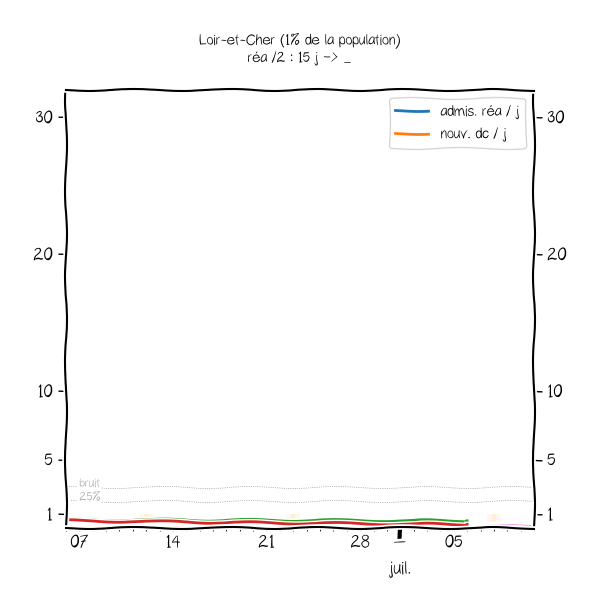 Loir-et-Cher (1% de la population)
réa /2 : 15 j -> _
admis. réa / j
nouv. dc / j
30
30
20
20
10
10
5
5
bruit
25%
1
1
07
14
21
28
05
juil.